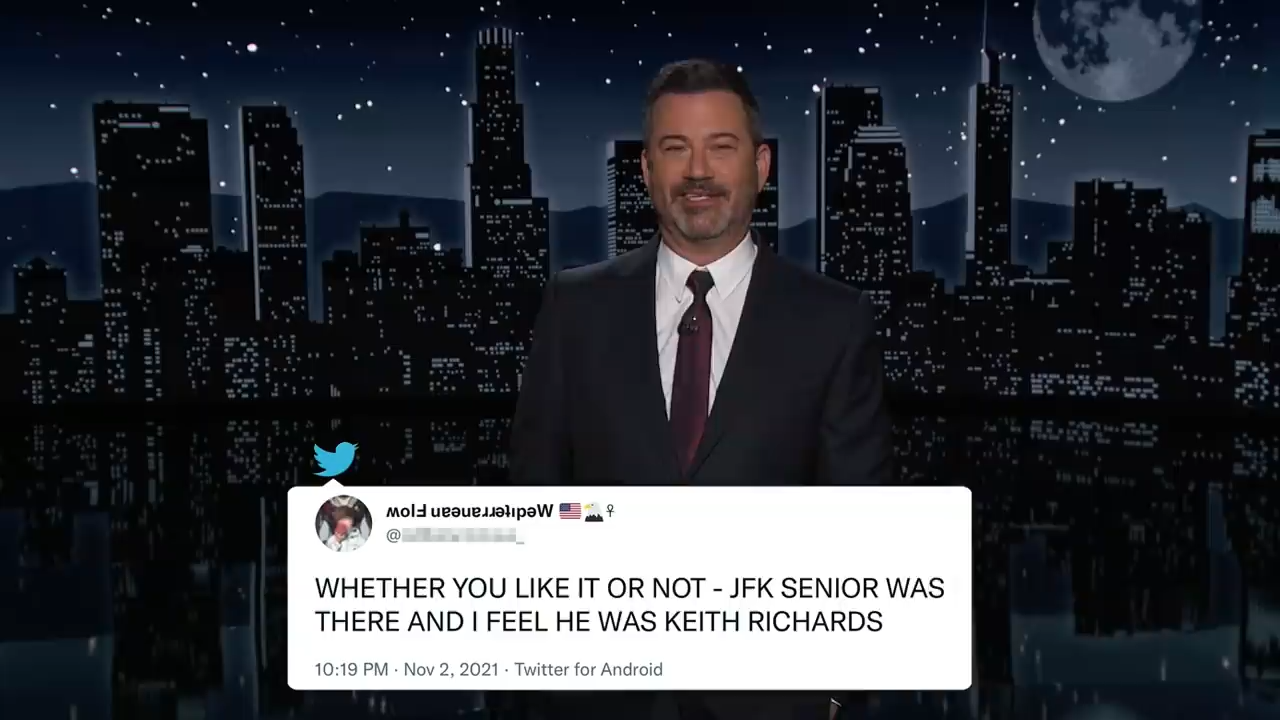 ʍolℲ uɐǝuɐɹɹǝʇıpǝW 🇺🇸🦅♀
@
WHETHER YOU LIKE IT OR NOT - JFK SENIOR WAS
THERE AND I FEEL HE WAS KEITH RICHARDS
10:19 PM · Nov 2, 2021 · Twitter for Android